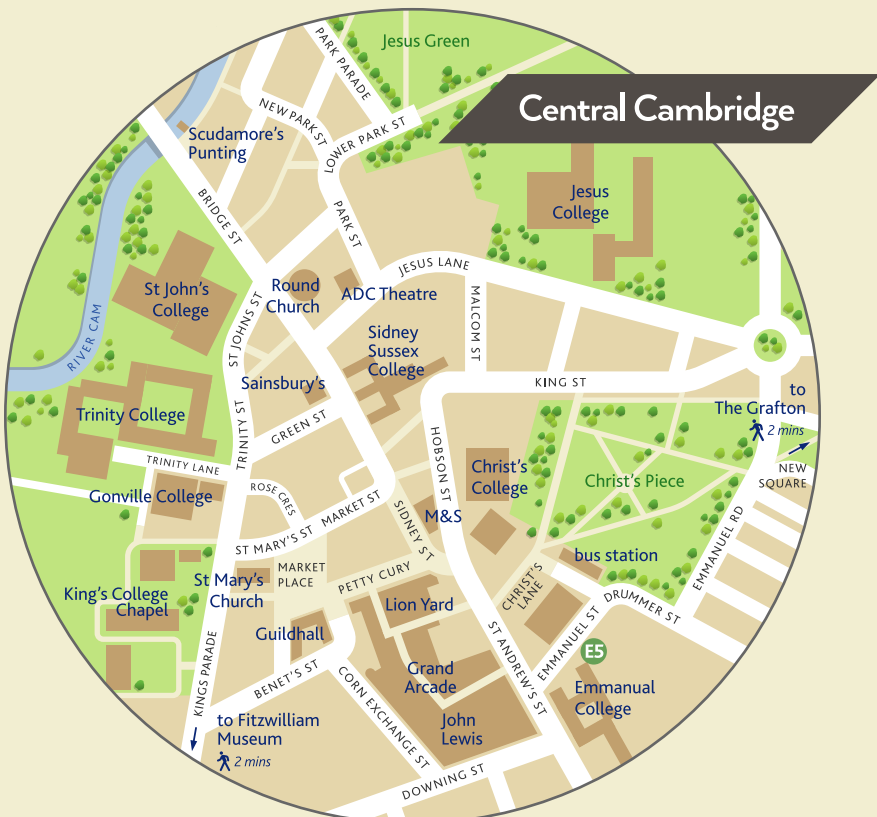 Jesus Green
PARK PARADE
Central Cambridge
NEW PARK ST
Scudamore's
Punting
LOWER PARK ST
BRIDGE ST
PARK ST
Jesus
College
JESUS LANE
St John's
College
Round
Church
ADC Theatre
MALCOM ST
RIVER CAM
ST JOHNS ST
Sidney
Sussex
College
Sainsbury's
KING ST
to
The Grafton
2 mins
Trinity College
TRINITY ST
GREEN ST
HOBSON ST
TRINITY LANE
Christ's
College
Christ's Piece
NEW
SQUARE
Gonville College
ROSE CRES
MARKET ST
M&S
SIDNEY ST
ST MARY'S ST
EMMANUEL RD
bus station
MARKET
PLACE
St Mary's
Church
PETTY CURY
King's College
Chapel
Lion Yard
CHRIST'S
LANE
DRUMMER ST
Guildhall
ST ANDREW'S ST
EMMANUEL ST
E5
KINGS PARADE
BENET'S ST
CORN EXCHANGE ST
Grand
Arcade
Emmanual
College
to Fitzwilliam
Museum
2 mins
John
Lewis
DOWNING ST